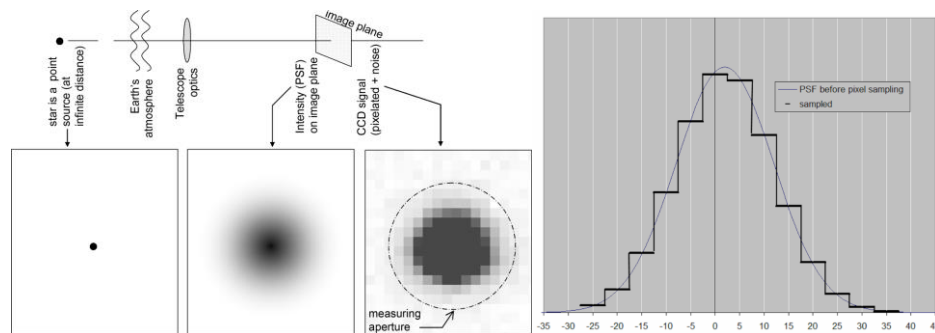 star is a point
source (at
infinite distance)
Earth's
atmosphere
Telescope
optics
Intensity (PSF)
on image plane
image plane
CCD signal
(pixelated + noise)
measuring
aperture
PSF before pixel sampling
sampled
-35 -30 -25 -20 -15 -10 -5 0 5 10 15 20 25 30 35 40 45